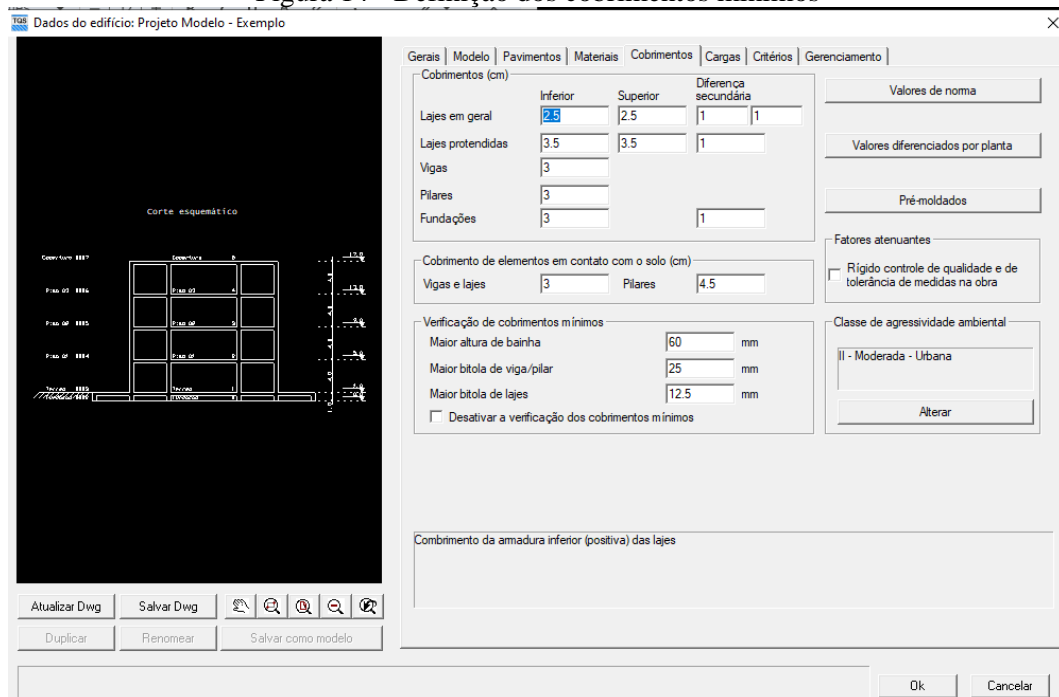 Dados do edifício: Projeto Modelo - Exemplo
Gerais Modelo Pavimentos Materiais Cobrimentos Cargas Critérios Gerenciamento
Cobrimentos (cm)
Inferior Superior Diferença secundária
Lajes em geral 2.5 2.5 1 1
Lajes protendidas 3.5 3.5 1
Vigas 3
Pilares 3
Fundações 3 1
Cobrimento de elementos em contato com o solo (cm)
Vigas e lajes 3 Pilares 4.5
Verificação de cobrimentos mínimos
Maior altura de bainha 60 mm
Maior bitola de viga/pilar 25 mm
Maior bitola de lajes 12.5 mm
Desativar a verificação dos cobrimentos mínimos
Valores de norma
Valores diferenciados por planta
Pré-moldados
Fatores atenuantes
Rígido controle de qualidade e de
tolerância de medidas na obra
Classe de agressividade ambiental
II - Moderada - Urbana
Alterar
Combrimento da armadura inferior (positiva) das lajes
Corte esquemático
Atualizar Dwg Salvar Dwg
Duplicar Renomear Salvar como modelo
Ok Cancelar